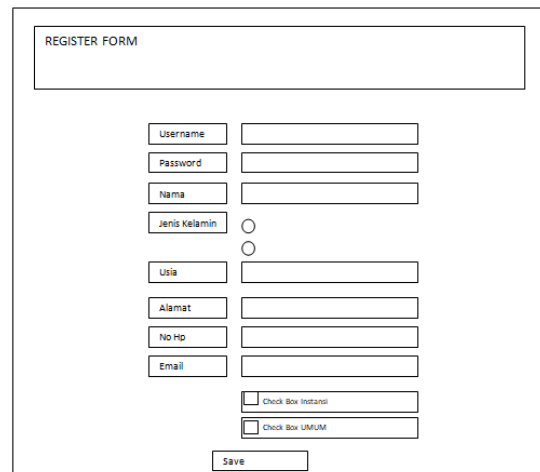 REGISTER FORM
Username
Password
Nama
Jenis Kelamin
Usia
Alamat
No Hp
Email
Check Box Instansi
Check Box UMUM
Save